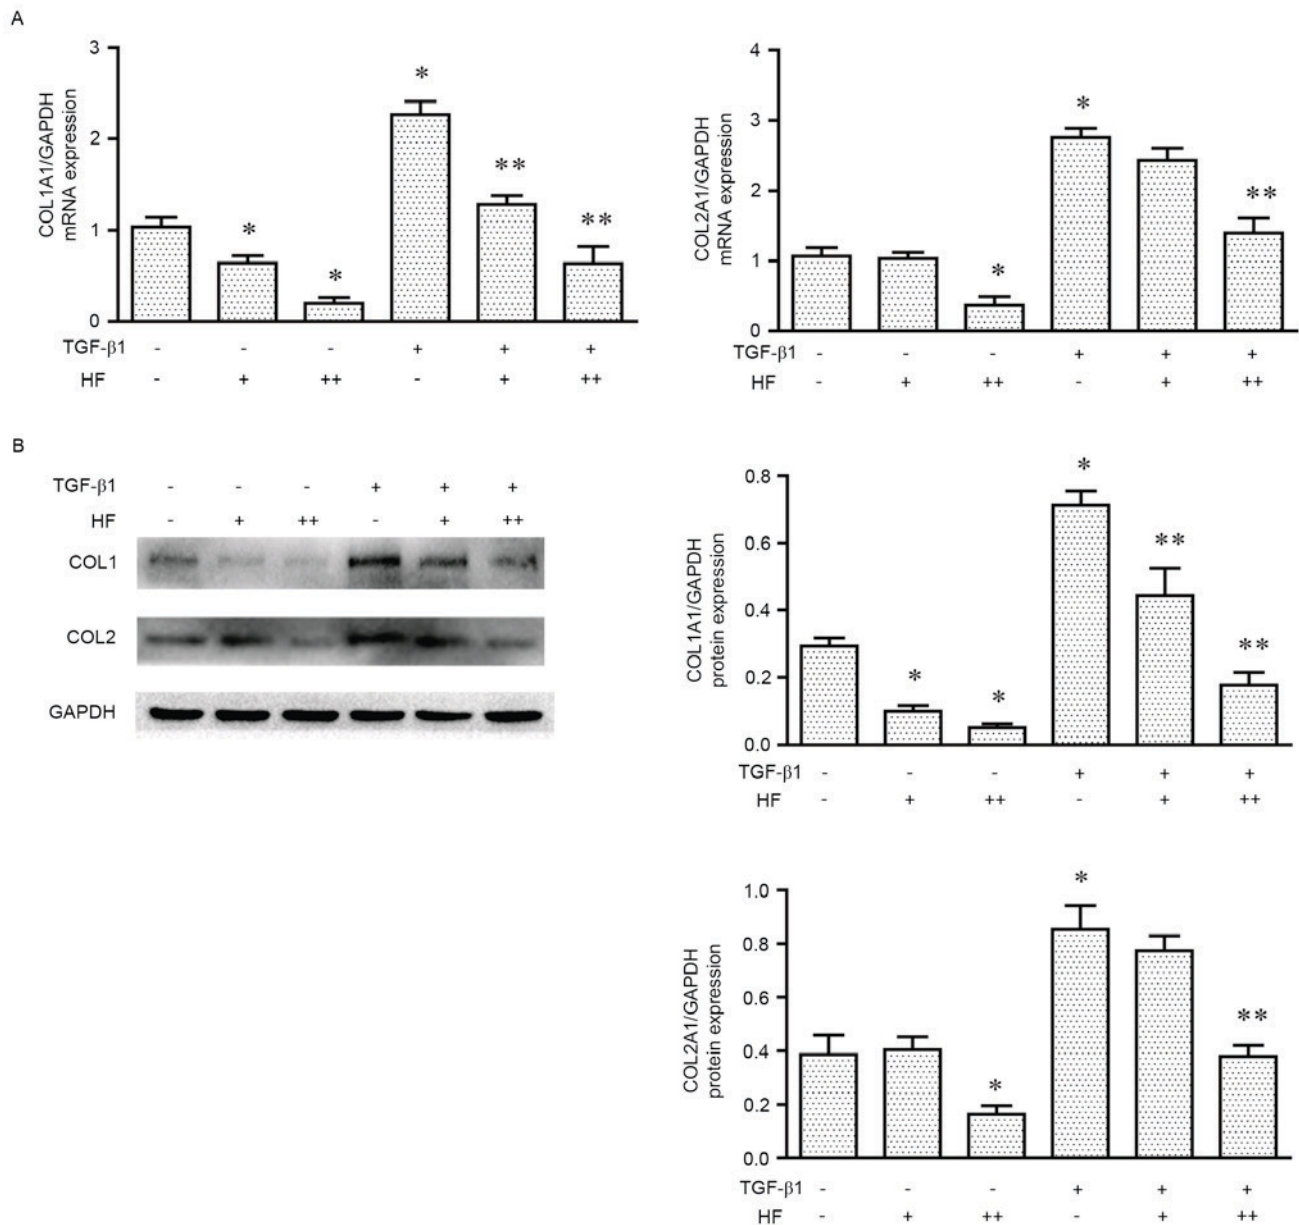 A
COL1A1/GAPDH
mRNA expression
3
2
1
0
* * * ** **
TGF-β1 - - - + + +
HF - + ++ - + ++
COL2A1/GAPDH
mRNA expression
4
3
2
1
0
* * **
TGF-β1 - - - + + +
HF - + ++ - + ++
B
TGF-β1 - - - + + +
HF - + ++ - + ++
COL1
COL2
GAPDH
COL1A1/GAPDH
protein expression
0.8
0.6
0.4
0.2
0.0
* * * ** **
TGF-β1 - - - + + +
HF - + ++ - + ++
COL2A1/GAPDH
protein expression
1.0
0.8
0.6
0.4
0.2
0.0
* * **
TGF-β1 - - - + + +
HF - + ++ - + ++